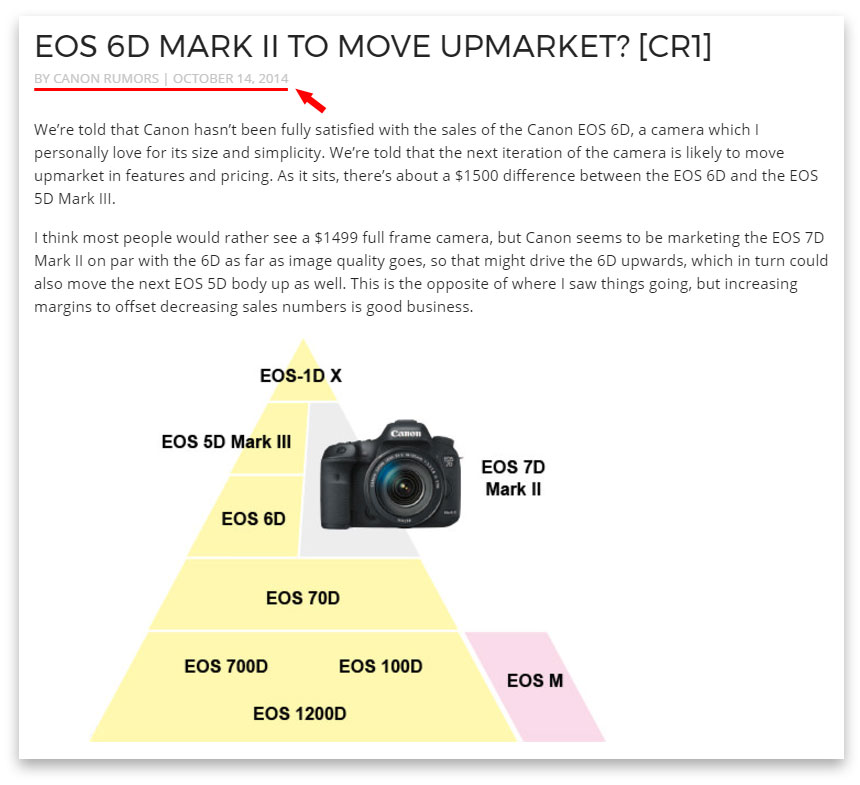 EOS 6D MARK II TO MOVE UPMARKET? [CR1]
BY CANON RUMORS | OCTOBER 14, 2014
We're told that Canon hasn't been fully satisfied with the sales of the Canon EOS 6D, a camera which I
personally love for its size and simplicity. We're told that the next iteration of the camera is likely to move
upmarket in features and pricing. As it sits, there's about a $1500 difference between the EOS 6D and the EOS
5D Mark III.
I think most people would rather see a $1499 full frame camera, but Canon seems to be marketing the EOS 7D
Mark II on par with the 6D as far as image quality goes, so that might drive the 6D upwards, which in turn could
also move the next EOS 5D body up as well. This is the opposite of where I saw things going, but increasing
margins to offset decreasing sales numbers is good business.
EOS-1D X
EOS 5D Mark III
Canon
EOS 7D
Mark II
EOS 6D
EOS 70D
EOS 700D
EOS 100D
EOS M
EOS 1200D